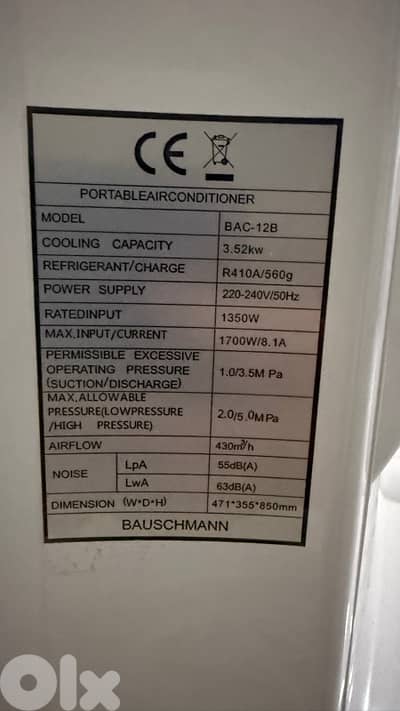 CE
PORTABLEAIRCONDITIONER
MODEL BAC-12B
COOLING CAPACITY 3.52kw
REFRIGERANT/CHARGE R410A/560g
POWER SUPPLY 220-240V/50Hz
RATEDINPUT 1350W
MAX.INPUT/CURRENT 1700W/8.1A
PERMISSIBLE EXCESSIVE
OPERATING PRESSURE 1.0/3.5M Pa
(SUCTION/DISCHARGE)
MAX.ALLOWABLE
PRESSURE(LOWPRESSURE 2.0/5.0MPa
/HIGH PRESSURE)
AIRFLOW 430m³/h
NOISE LpA 55dB(A)
LwA 63dB(A)
DIMENSION (W*D*H) 471*355*850mm
BAUSCHMANN
OLX